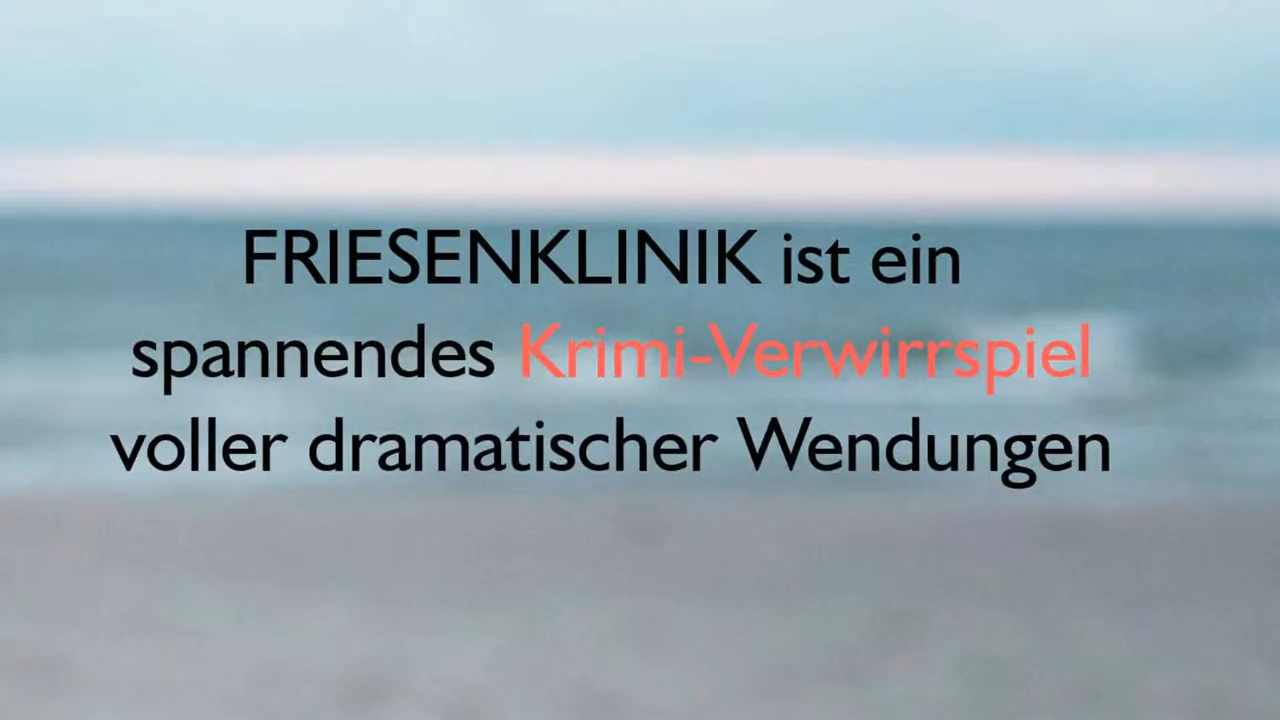 FRIESENKLINIK ist ein
spannendes Krimi-Verwirrspiel
voller dramatischer Wendungen